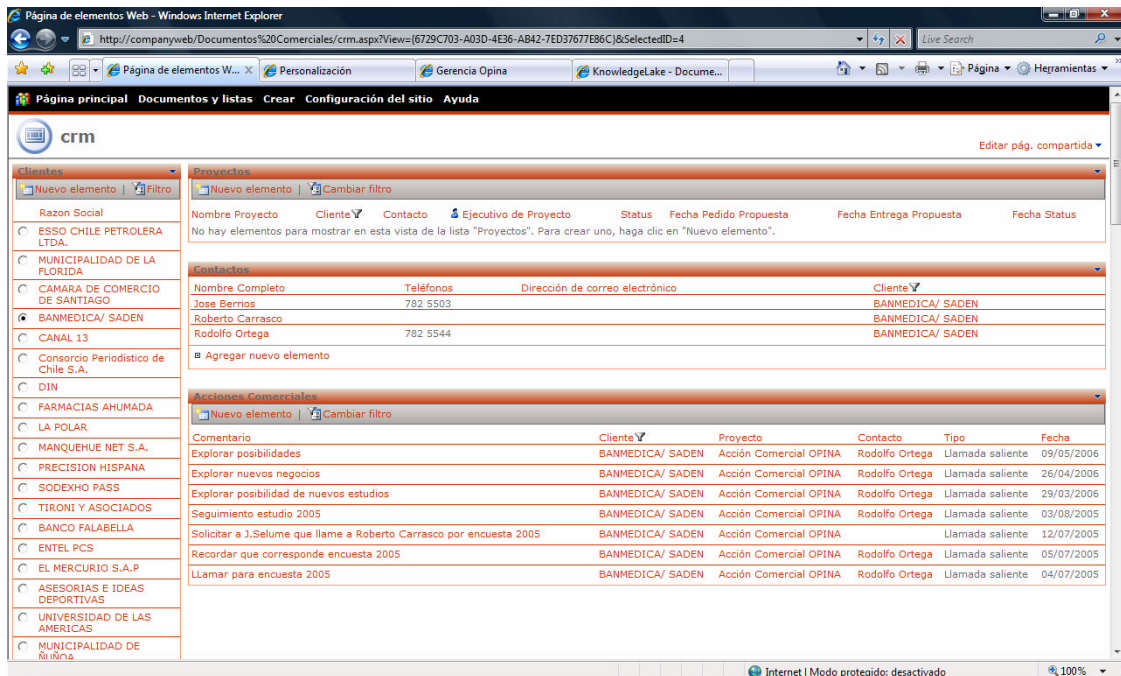 Página de elementos Web - Windows Internet Explorer
http://companyweb/Documentos%20Comerciales/crm.aspx?View={6729C703-A03D-4E36-AB42-7ED37677E86C}&SelectedID=4
Live Search
Página de elementos W... X
Personalización
Gerencia Opina
KnowledgeLake - Docume...
Página
Herramientas
Página principal Documentos y listas Crear Configuración del sitio Ayuda
crm
Editar pág. compartida
Clientes
Nuevo elemento | Filtro
Razon Social
ESSO CHILE PETROLERA
LTDA.
MUNICIPALIDAD DE LA
FLORIDA
CAMARA DE COMERCIO
DE SANTIAGO
BANMEDICA/ SADEN
CANAL 13
Consorcio Periodistico de
Chile S.A.
DIN
FARMACIAS AHUMADA
LA POLAR
MANQUEHUE NET S.A.
PRECISION HISPANA
SODEXHO PASS
TIRONI Y ASOCIADOS
BANCO FALABELLA
ENTEL PCS
EL MERCURIO S.A.P
ASESORIAS E IDEAS
DEPORTIVAS
UNIVERSIDAD DE LAS
AMERICAS
MUNICIPALIDAD DE
ÑUÑOA
Proyectos
Nuevo elemento | Cambiar filtro
Nombre Proyecto Cliente Contacto Ejecutivo de Proyecto Status Fecha Pedido Propuesta Fecha Entrega Propuesta Fecha Status
No hay elementos para mostrar en esta vista de la lista "Proyectos". Para crear uno, haga clic en "Nuevo elemento".
Contactos
Nombre Completo Teléfonos Dirección de correo electrónico Cliente
Jose Berrios 782 5503 BANMEDICA/ SADEN
Roberto Carrasco BANMEDICA/ SADEN
Rodolfo Ortega 782 5544 BANMEDICA/ SADEN
Agregar nuevo elemento
Acciones Comerciales
Nuevo elemento | Cambiar filtro
Comentario Cliente Proyecto Contacto Tipo Fecha
Explorar posibilidades BANMEDICA/ SADEN Acción Comercial OPINA Rodolfo Ortega Llamada saliente 09/05/2006
Explorar nuevos negocios BANMEDICA/ SADEN Acción Comercial OPINA Rodolfo Ortega Llamada saliente 26/04/2006
Explorar posibilidad de nuevos estudios BANMEDICA/ SADEN Acción Comercial OPINA Rodolfo Ortega Llamada saliente 29/03/2006
Seguimiento estudio 2005 BANMEDICA/ SADEN Acción Comercial OPINA Rodolfo Ortega Llamada saliente 03/08/2005
Solicitar a J.Selume que llame a Roberto Carrasco por encuesta 2005 BANMEDICA/ SADEN Acción Comercial OPINA Llamada saliente 12/07/2005
Recordar que corresponde encuesta 2005 BANMEDICA/ SADEN Acción Comercial OPINA Rodolfo Ortega Llamada saliente 05/07/2005
LLamar para encuesta 2005 BANMEDICA/ SADEN Acción Comercial OPINA Rodolfo Ortega Llamada saliente 04/07/2005
Internet | Modo protegido: desactivado
100%